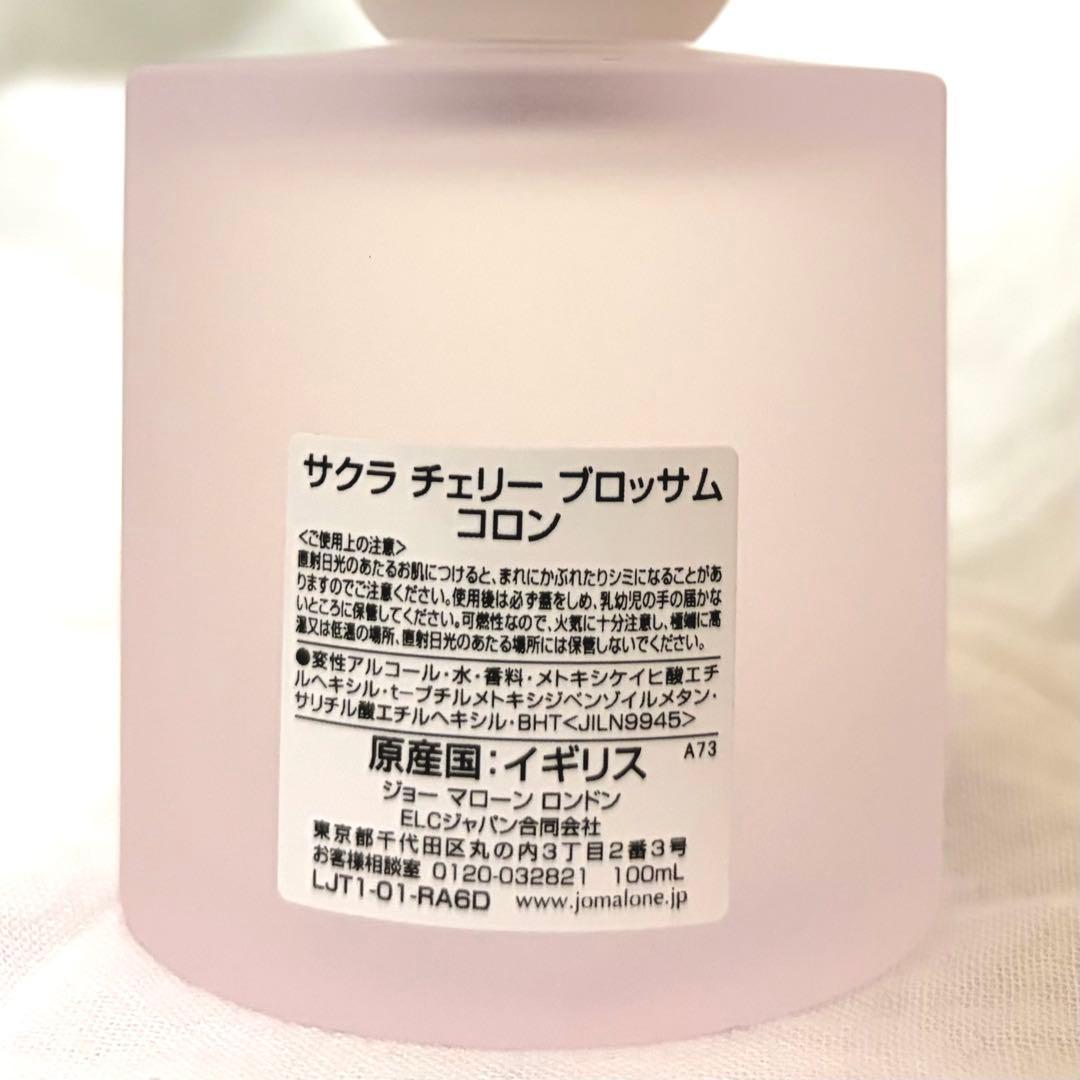 サクラ チェリー ブロッサム
コロン
<ご使用上の注意>
直射日光のあたるお肌につけると、まれにかぶれたりシミになることがあ
りますのでご注意ください。使用後は必ず蓋をしめ、乳幼児の手の届かな
いところに保管してください。可燃性なので、火気に十分注意し、極端に高
温又は低温の場所、直射日光のあたる場所には保管しないでください。
●変性アルコール・水・香料・メトキシケイヒ酸エチ
ルヘキシル・t-ブチルメトキシジベンゾイルメタン・
サリチル酸エチルヘキシル・BHT<JILN9945>
原産国:イギリス A73
ジョー マローン ロンドン
ELCジャパン合同会社
東京都千代田区丸の内3丁目2番3号
お客様相談室 0120-032821 100mL
LJT1-01-RA6D www.jomalone.jp